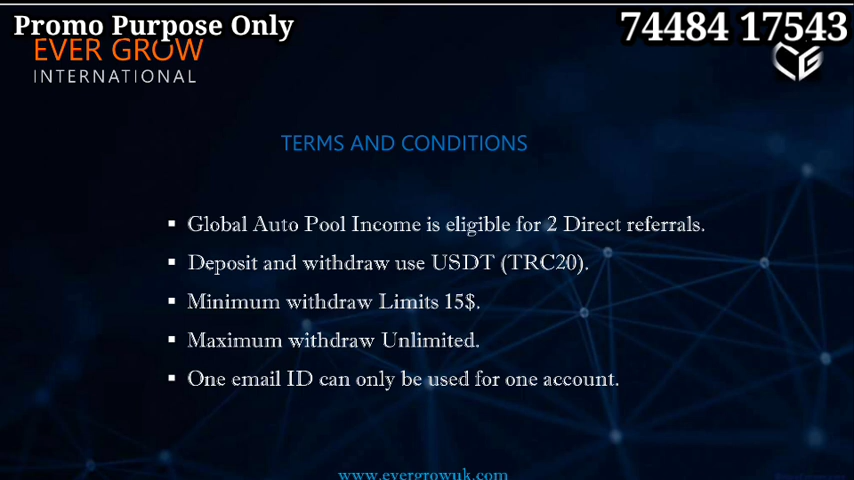 Promo Purpose Only
74484 17543
EVER GROW
INTERNATIONAL
TERMS AND CONDITIONS
▪ Global Auto Pool Income is eligible for 2 Direct referrals.
▪ Deposit and withdraw use USDT (TRC20).
▪ Minimum withdraw Limits 15$.
▪ Maximum withdraw Unlimited.
▪ One email ID can only be used for one account.
www.evergrowuk.com